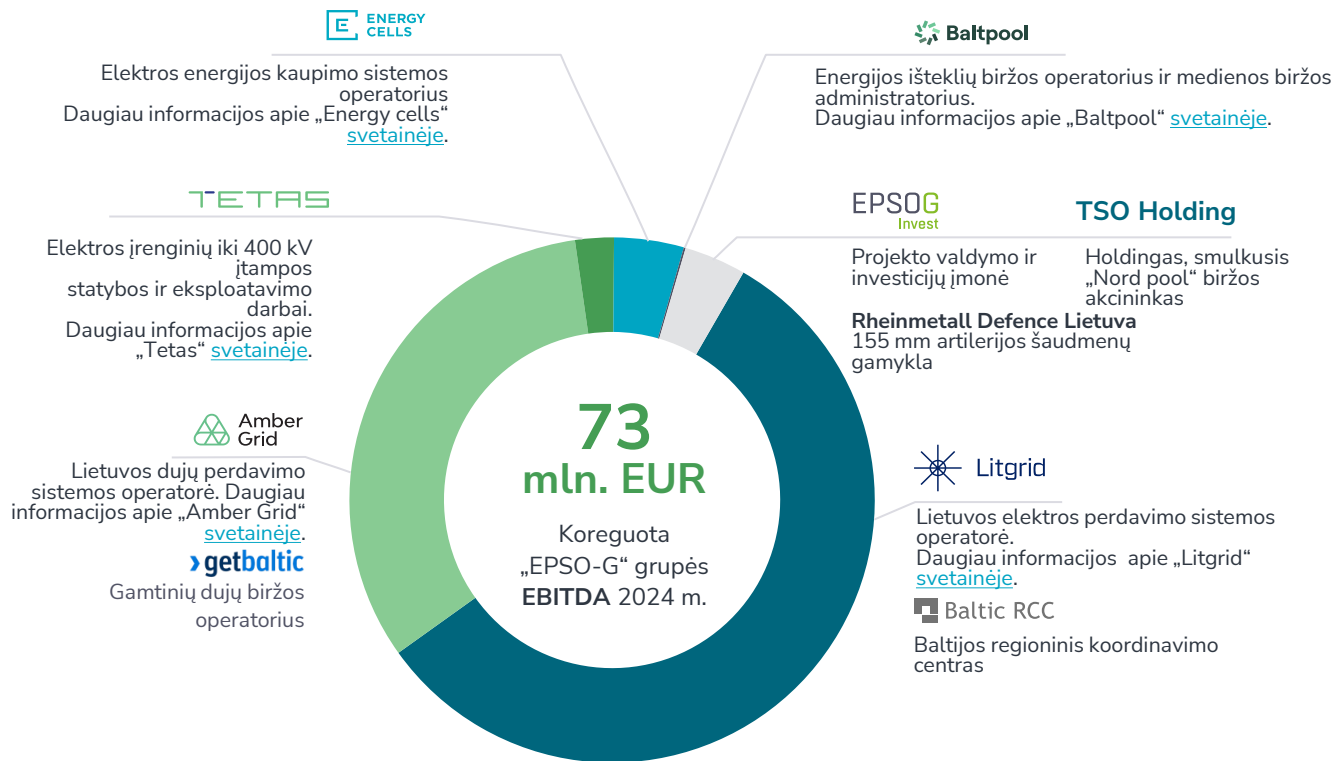 ENERGY
CELLS
Elektros energijos kaupimo sistemos
operatorius
Daugiau informacijos apie „Energy cells“
svetainėje.
Baltpool
Energijos išteklių biržos operatorius ir medienos biržos
administratorius.
Daugiau informacijos apie „Baltpool“ svetainėje.
TETAS
Elektros įrenginių iki 400 kV
įtampos
statybos ir eksploatavimo
darbai.
Daugiau informacijos apie
„Tetas“ svetainėje.
EPSOG
Invest
Projekto valdymo ir
investicijų įmonė
TSO Holding
Holdingas, smulkusis
„Nord pool“ biržos
akcininkas
Rheinmetall Defence Lietuva
155 mm artilerijos šaudmenų
gamykla
Amber
Grid
Lietuvos dujų perdavimo
sistemos operatorė. Daugiau
informacijos apie „Amber Grid“
svetainėje.
getbaltic
Gamtinių dujų biržos
operatorius
73
mln. EUR
Koreguota
„EPSO-G“ grupės
EBITDA 2024 m.
Litgrid
Lietuvos elektros perdavimo sistemos
operatorė.
Daugiau informacijos apie „Litgrid“
svetainėje.
Baltic RCC
Baltijos regioninis koordinavimo
centras